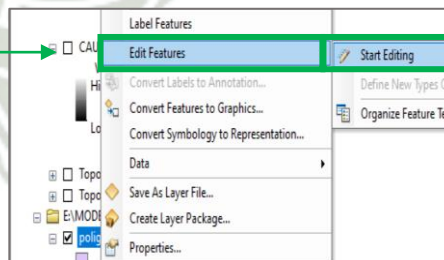 Label Features
CAU
Edit Features
Start Editing
Hi
Convert Labels to Annotation...
Define New Types
Convert Features to Graphics...
Organize Feature Te
Lo
Convert Symbology to Representation...
Data
Topo
Topo
Save As Layer File...
E:\MODE
Create Layer Package...
polig
Properties...